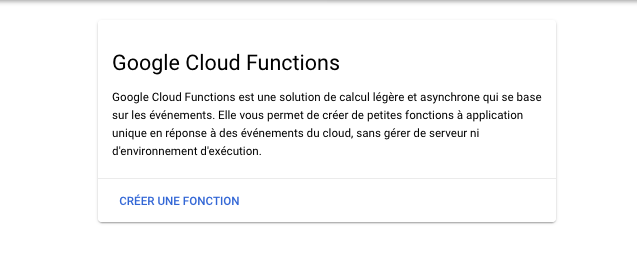 Google Cloud Functions
Google Cloud Functions est une solution de calcul légère et asynchrone qui se base
sur les événements. Elle vous permet de créer de petites fonctions à application
unique en réponse à des événements du cloud, sans gérer de serveur ni
d'environnement d'exécution.
CRÉER UNE FONCTION